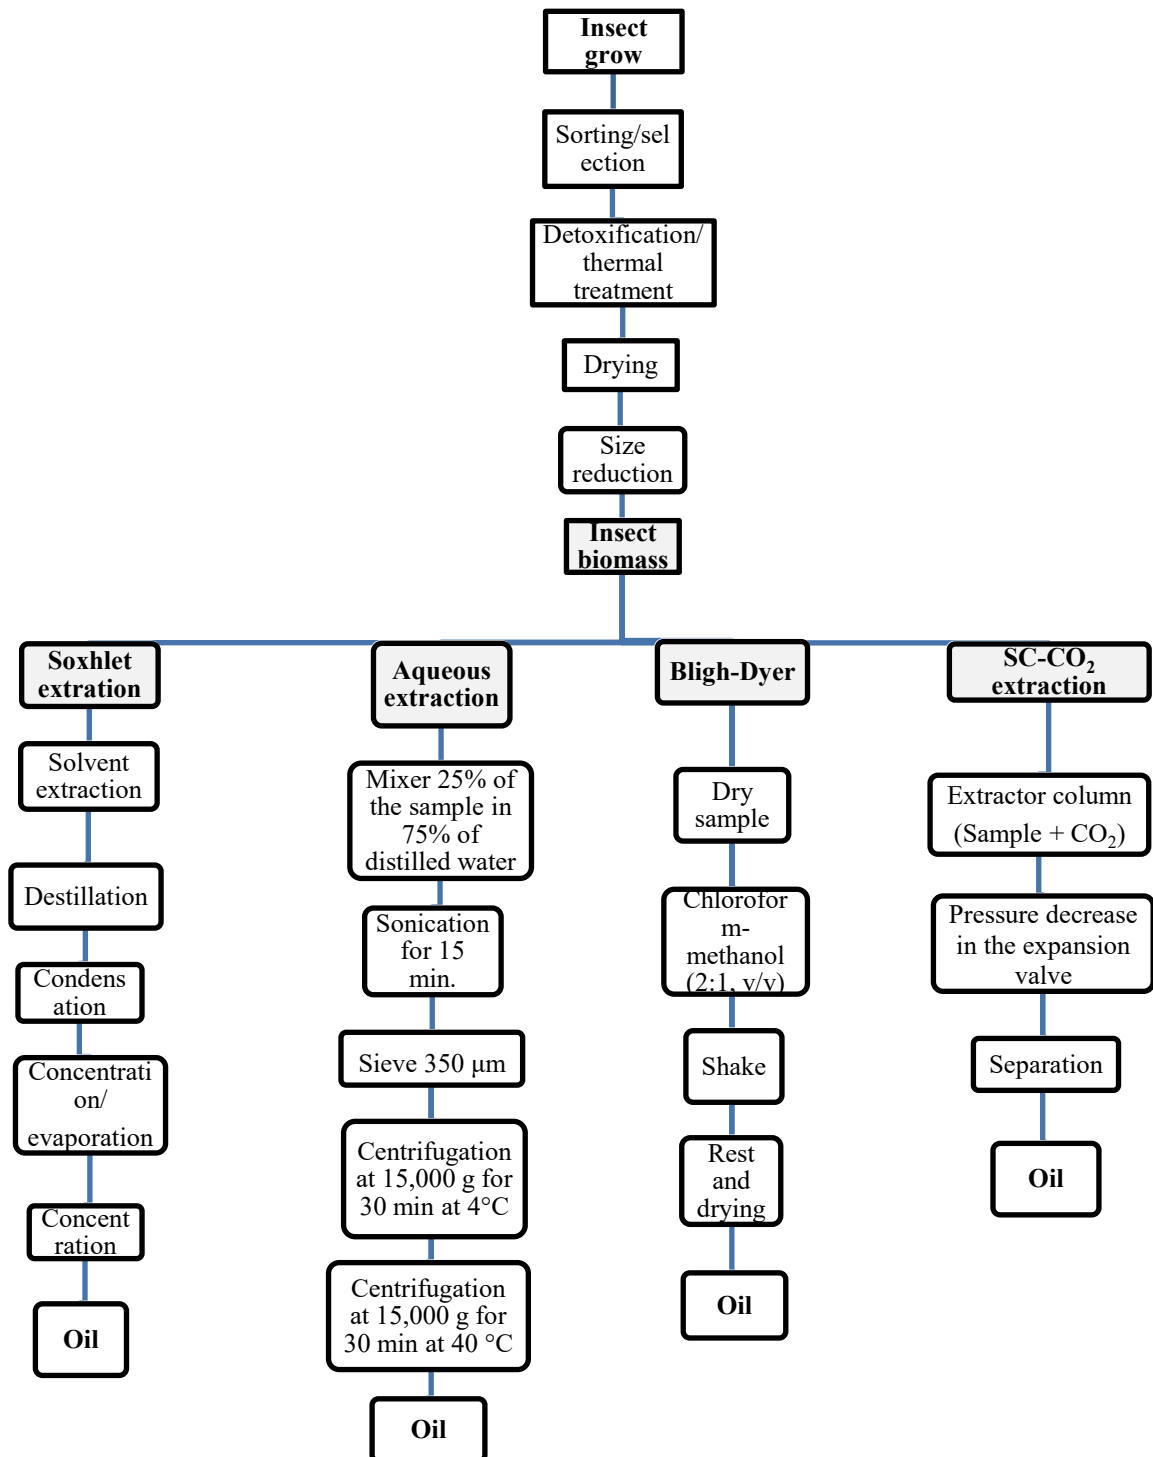 Insect
grow
Sorting/sel
ection
Detoxification/
thermal
treatment
Drying
Size
reduction
Insect
biomass
Soxhlet
extration
Solvent
extraction
Destillation
Condens
ation
Concentrati
on/
evaporation
Concent
ration
Oil
Aqueous
extraction
Mixer 25% of
the sample in
75% of
distilled water
Sonication
for 15
min.
Sieve 350 µm
Centrifugation
at 15,000 g for
30 min at 4°C
Centrifugation
at 15,000 g for
30 min at 40 °C
Oil
Bligh-Dyer
Dry
sample
Chlorofor
m-
methanol
(2:1, v/v)
Shake
Rest
and
drying
Oil
SC-CO₂
extraction
Extractor column
(Sample + CO₂)
Pressure decrease
in the expansion
valve
Separation
Oil